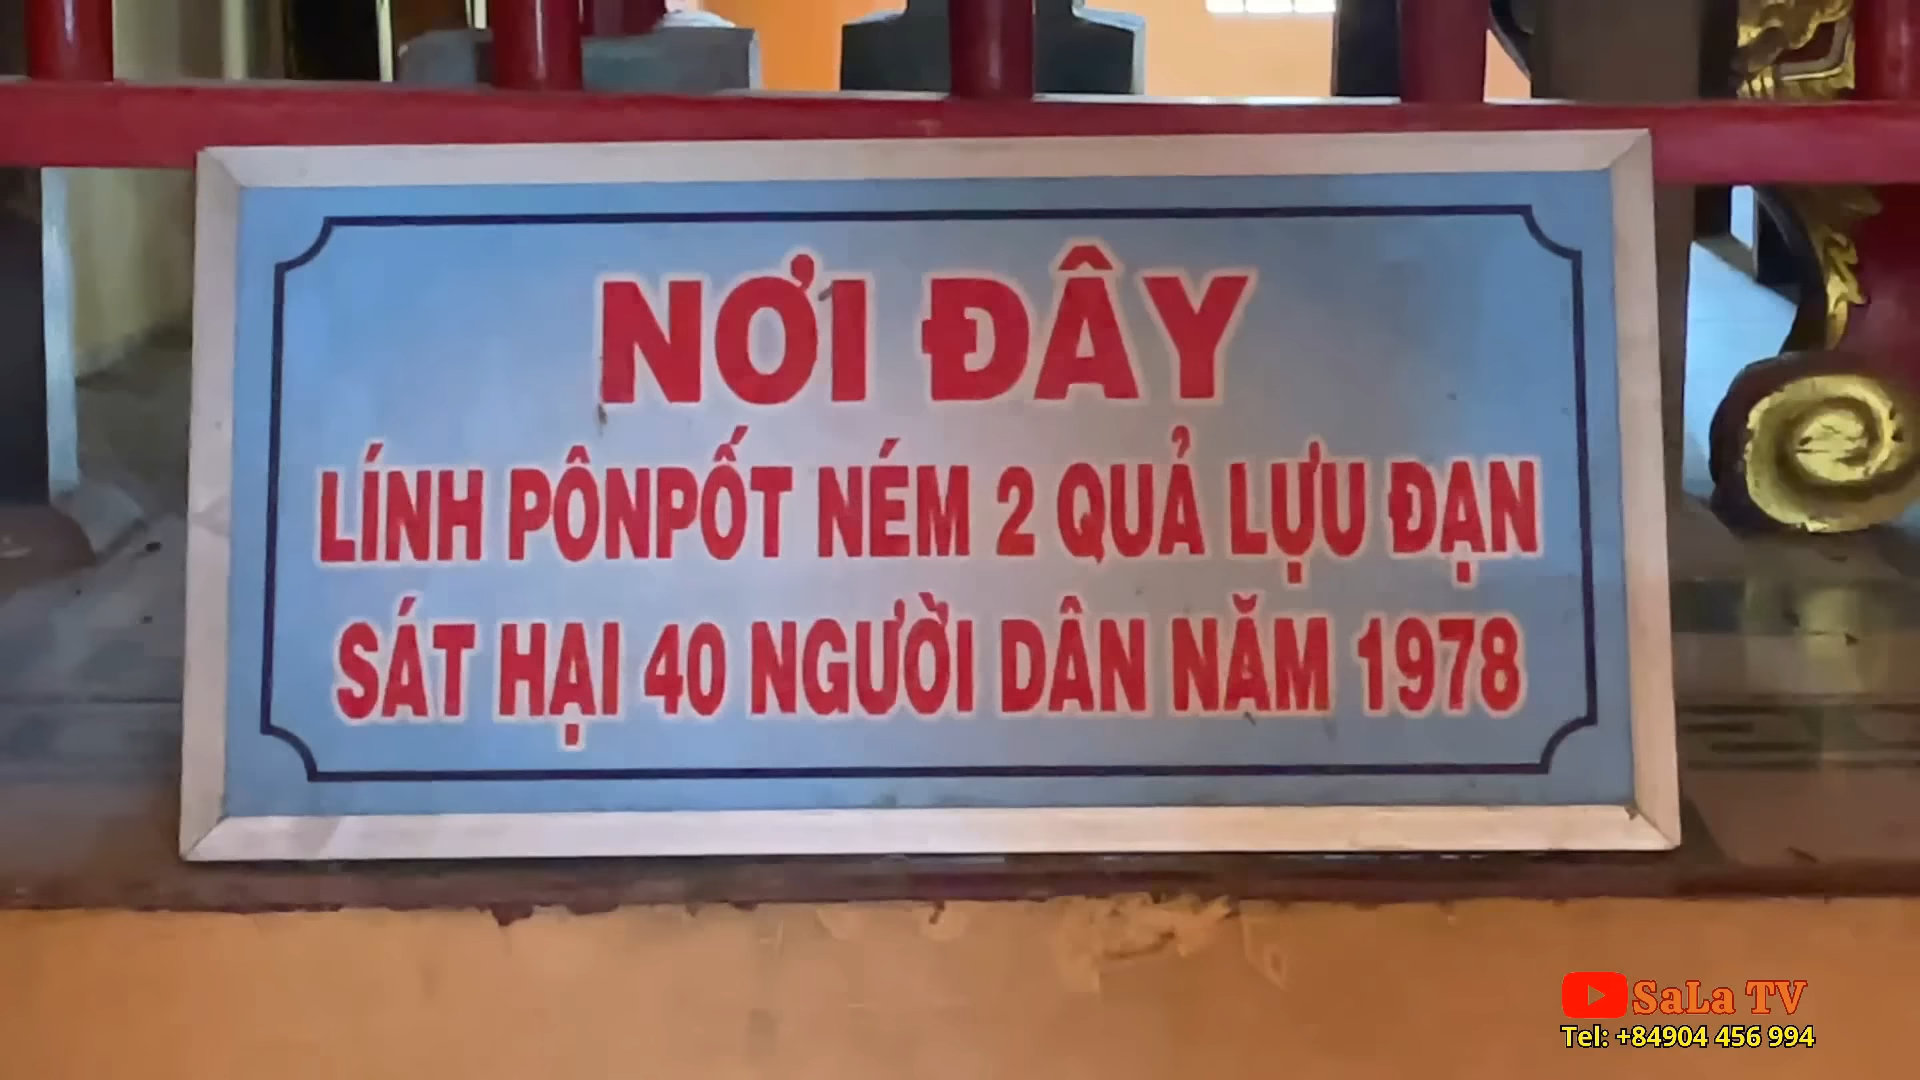 NƠI ĐÂY
LÍNH PÔNPỐT NÉM 2 QUẢ LỰU ĐẠN
SÁT HẠI 40 NGƯỜI DÂN NĂM 1978
SaLa TV
Tel: +84904 456 994